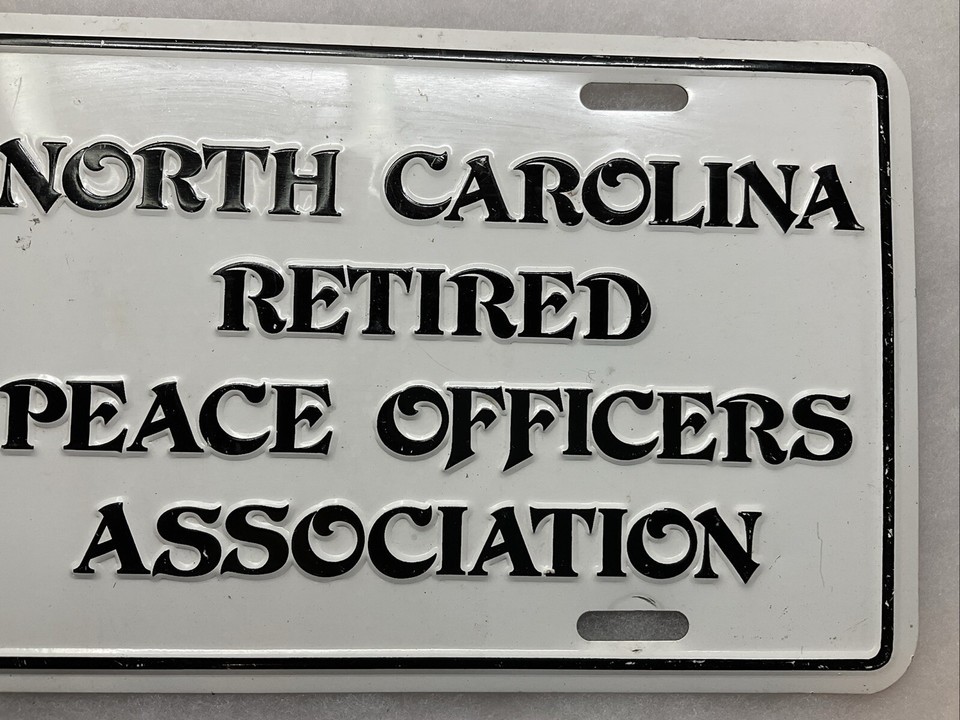 NORTH CAROLINA
RETIRED
PEACE OFFICERS
ASSOCIATION